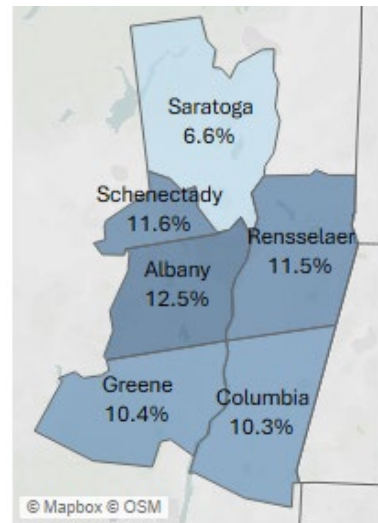 Saratoga
6.6%
Schenectady
11.6%
Rensselaer
11.5%
Albany
12.5%
Greene
10.4%
Columbia
10.3%
© Mapbox © OSM